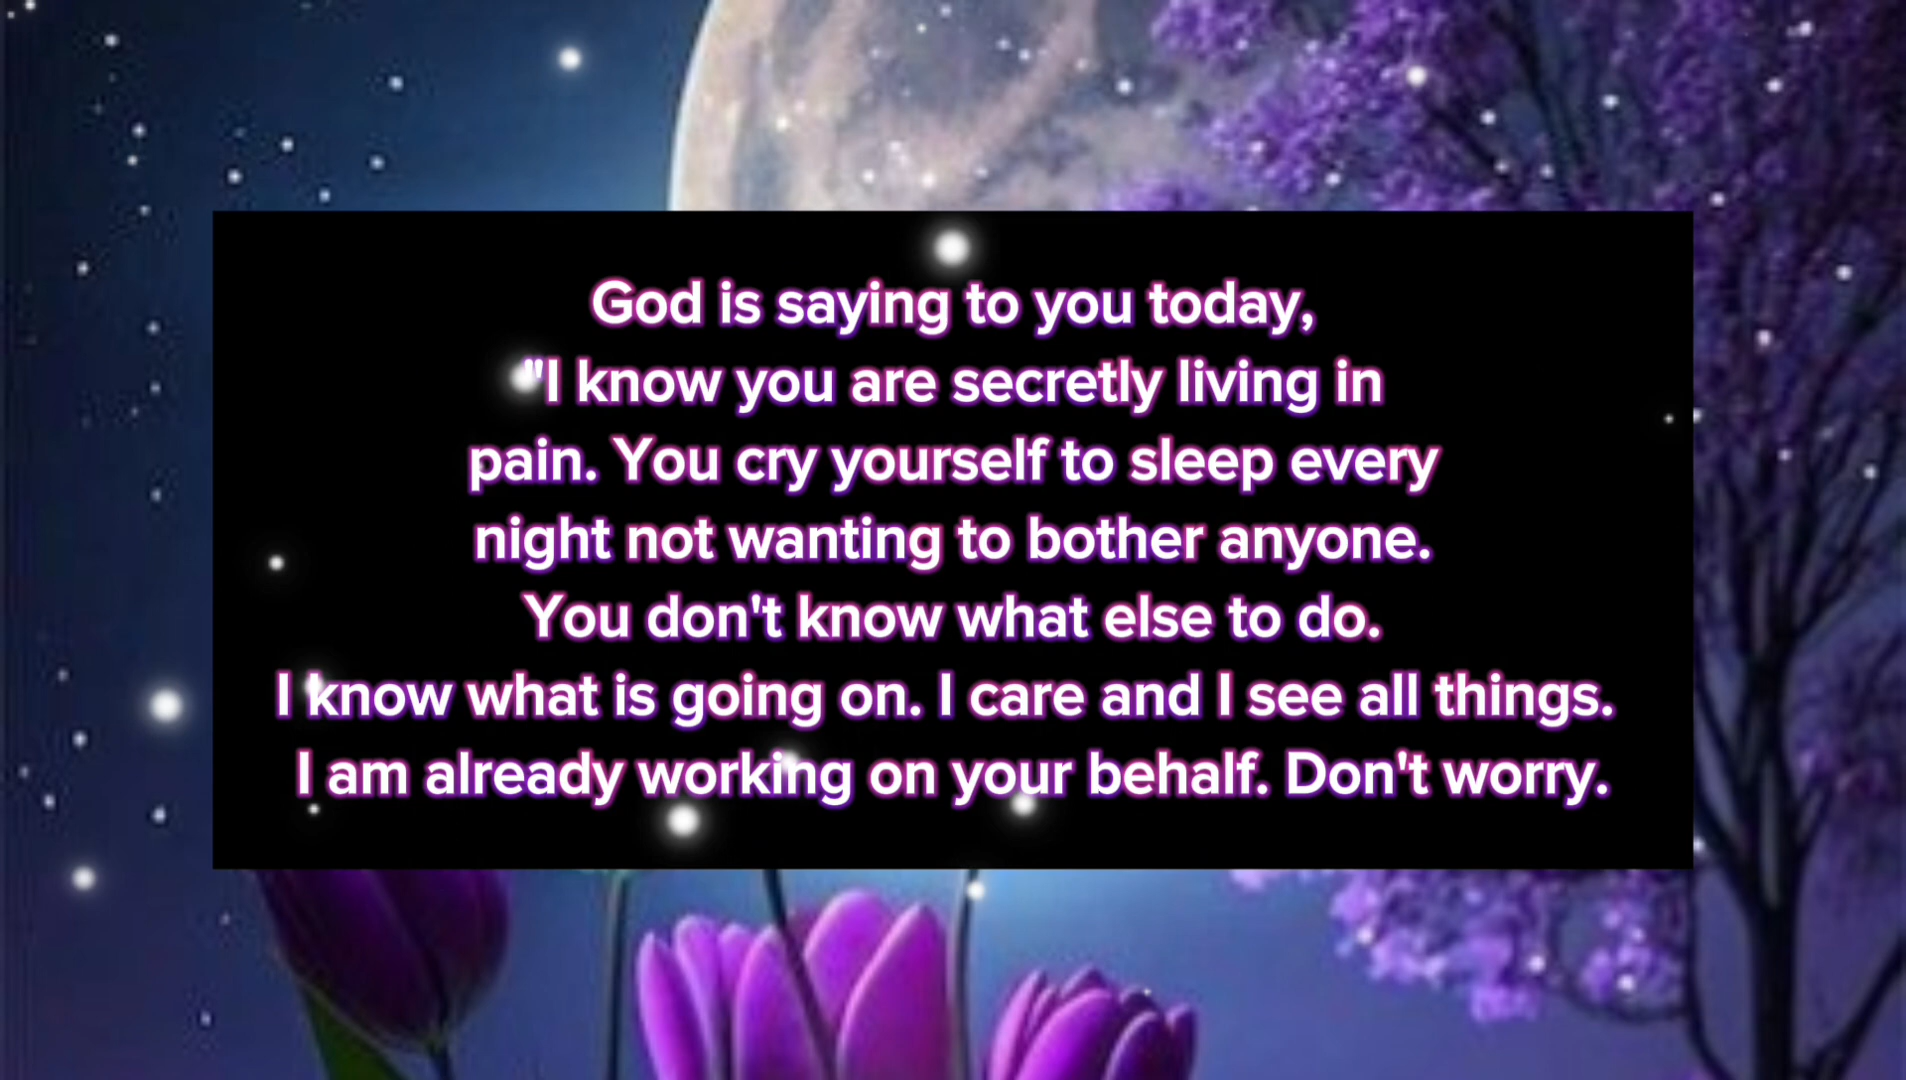 God is saying to you today,
"I know you are secretly living in
pain. You cry yourself to sleep every
night not wanting to bother anyone.
You don't know what else to do.
I know what is going on. I care and I see all things.
I am already working on your behalf. Don't worry.